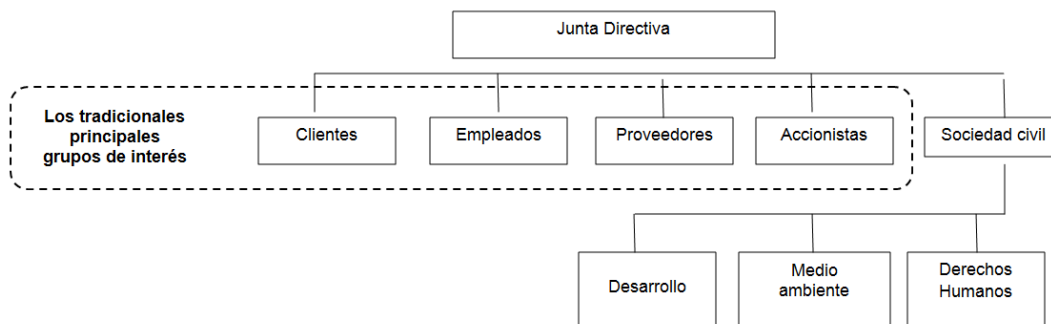 Junta Directiva
Los tradicionales
principales
grupos de interés
Clientes
Empleados
Proveedores
Accionistas
Sociedad civil
Desarrollo
Medio
ambiente
Derechos
Humanos